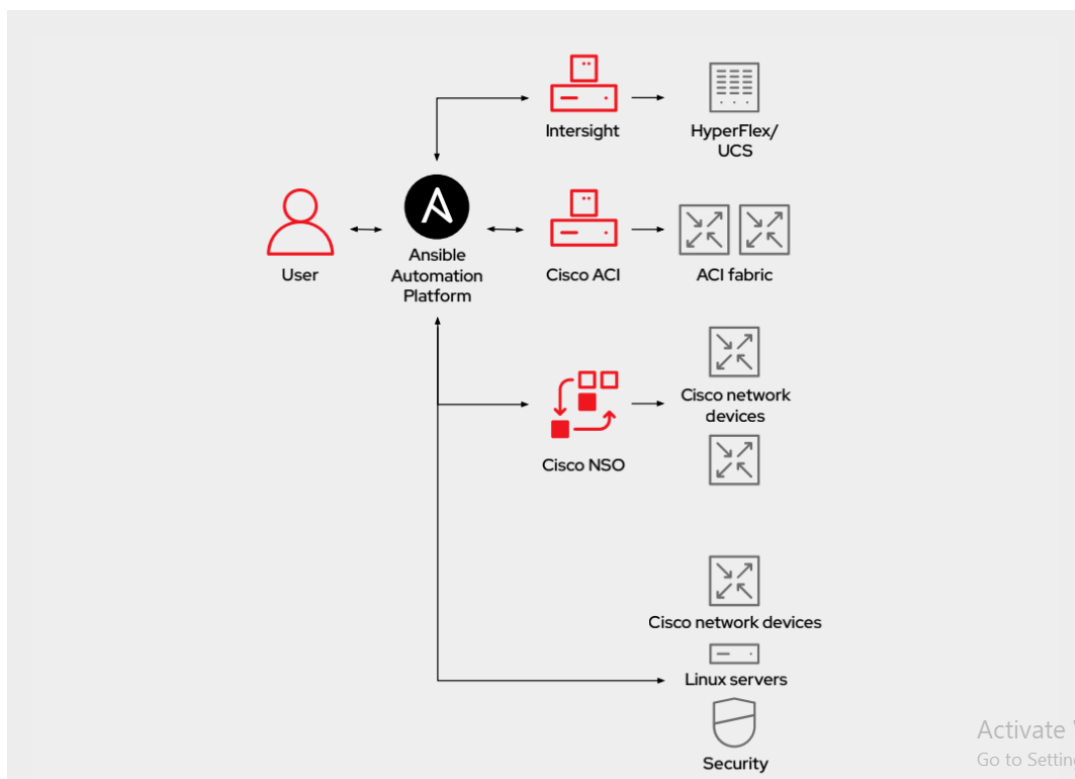 Intersight
HyperFlex/
UCS
User
Ansible
Automation
Platform
Cisco ACI
ACI fabric
Cisco network
devices
Cisco NSO
Cisco network devices
Linux servers
Security
Activate
Go to Settin